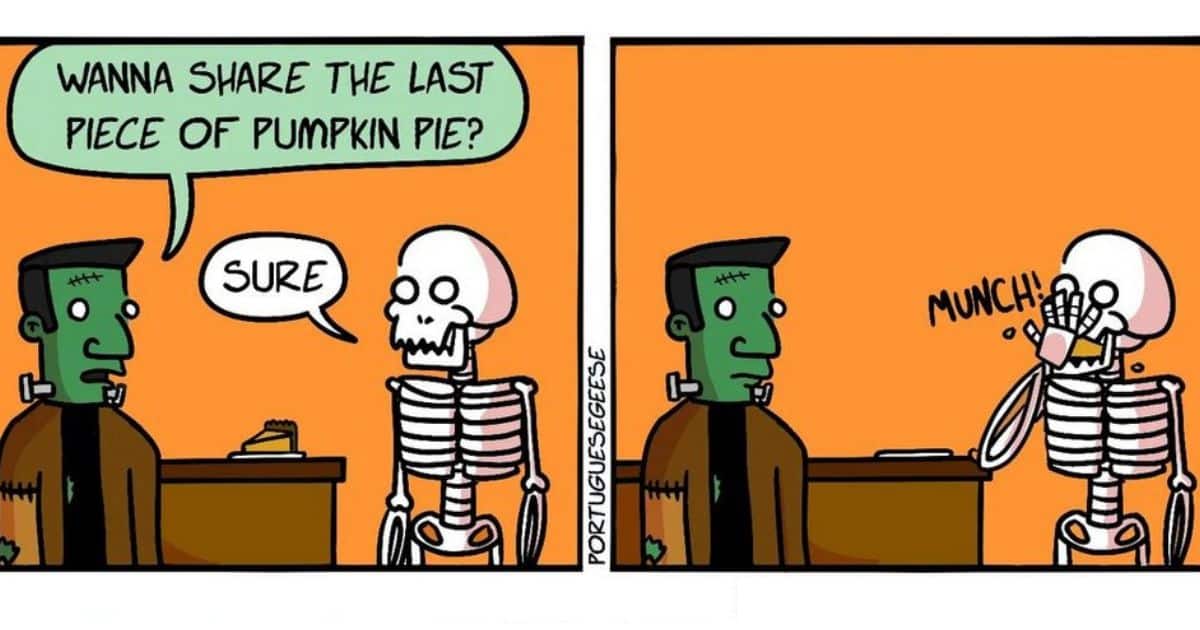 WANNA SHARE THE LAST
PIECE OF PUMPKIN PIE?
SURE
PORTUGUESEGEESE
MUNCH!